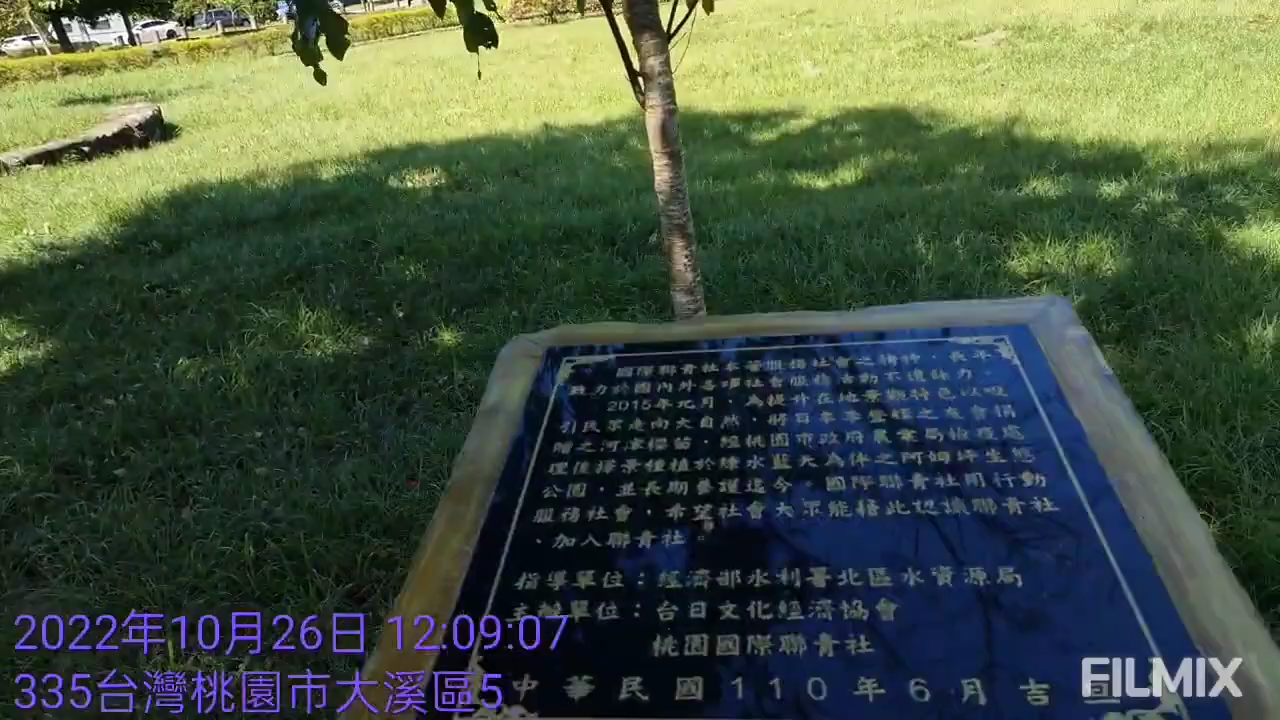 國際聯青社本著服務社會之精神,長年
致力於國內外各項社會服務活動不遺餘力。
2015年元月,為提升在地景觀特色以吸
引民眾走向大自然,將日本 之友會捐
贈之河津櫻苗,經桃園市政府農業局檢疫處
理後擇景種植於綠水藍天為伴之阿姆坪生態
公園,並長期養護迄今。國際聯青社用行動
服務社會,希望社會大眾能藉此認識聯青社
、加入聯青社。
指導單位:經濟部水利署北區水資源局
主辦單位:台日文化經濟協會
桃園國際聯青社
中華民國110年6月吉
2022年10月26日 12:09:07
335台灣桃園市大溪區5
FILMIX